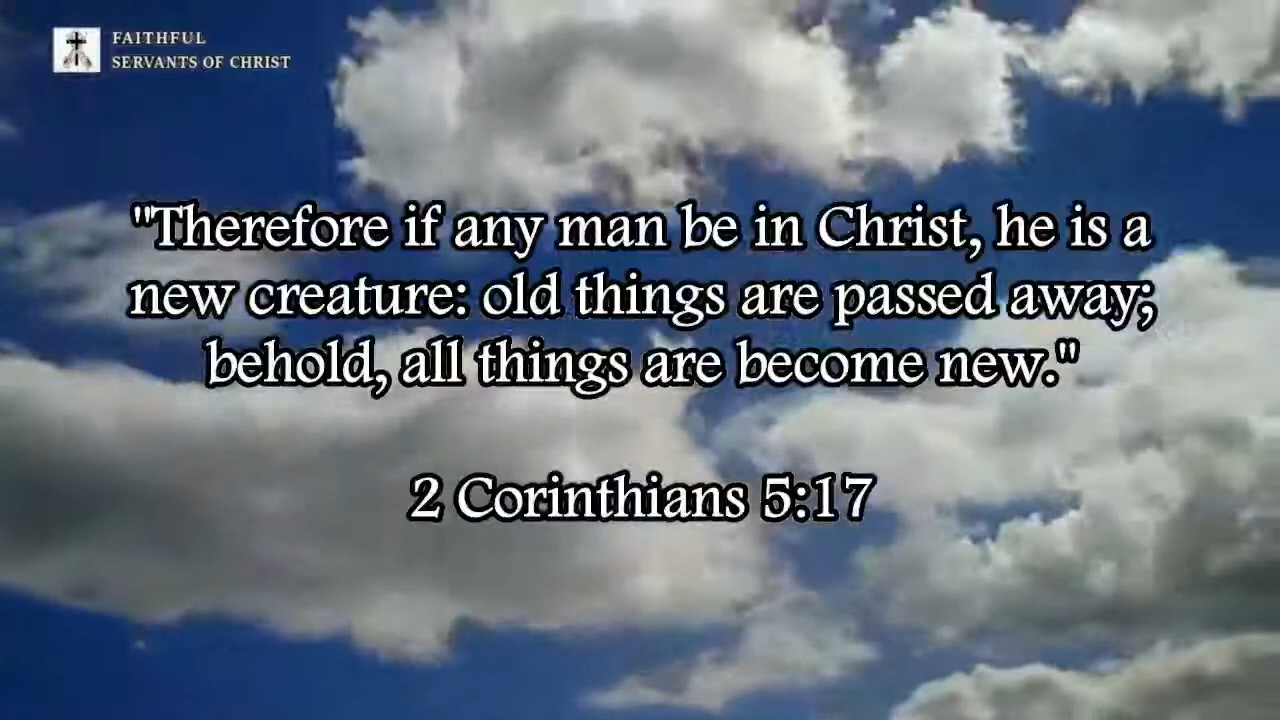 FAITHFUL
SERVANTS OF CHRIST
"Therefore if any man be in Christ, he is a
new creature: old things are passed away;
behold, all things are become new."
2 Corinthians 5:17